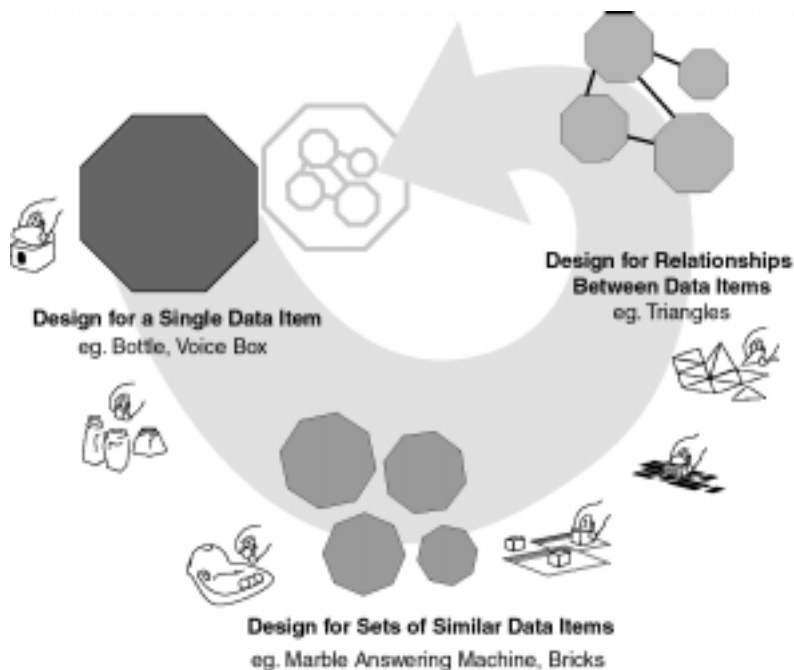 Design for Relationships
Between Data Items
eg. Triangles
Design for a Single Data Item
eg. Bottle, Voice Box
Design for Sets of Similar Data Items
eg. Marble Answering Machine, Bricks